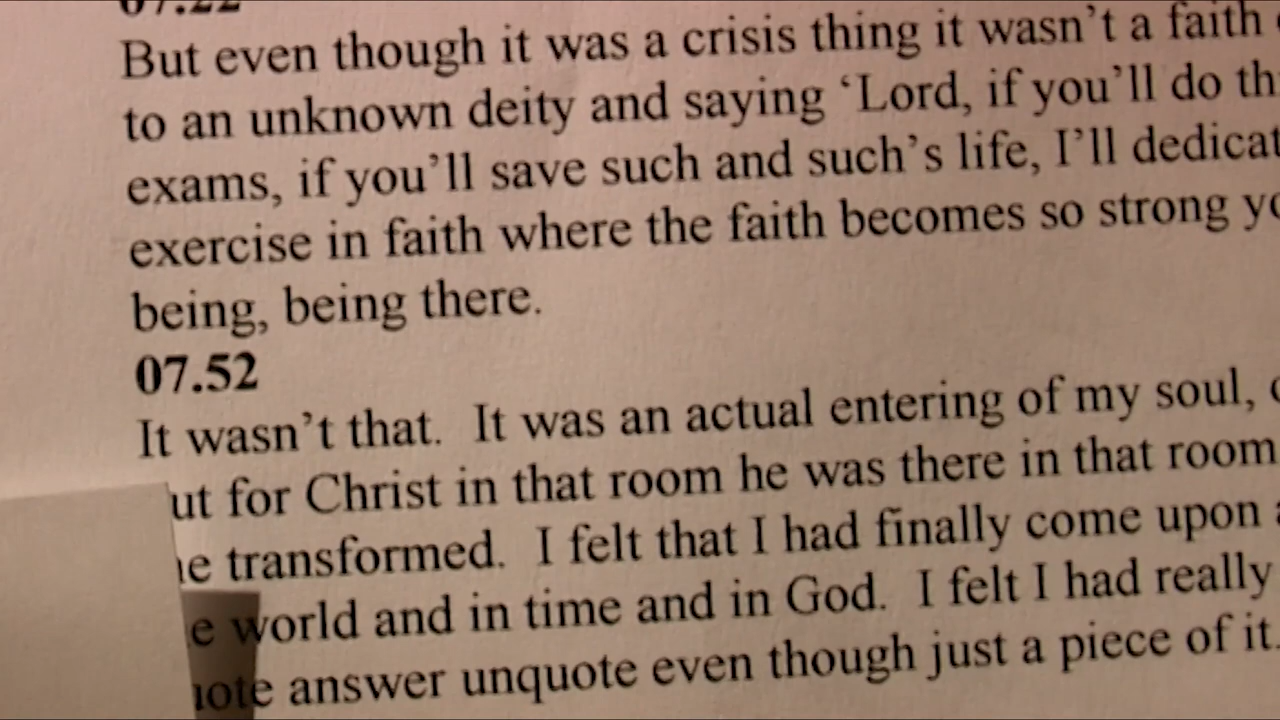 07.22
But even though it was a crisis thing it wasn't a faith
to an unknown deity and saying ‘Lord, if you'll do
exams, if you'll save such and such's life, I'll
exercise in faith where the faith becomes so strong
being, being there.
07.52
It wasn't that. It was an actual entering of my soul,
for Christ in that room he was there in that room
transformed. I felt that I had finally come upon
world and in time and in God. I felt I had really
answer unquote even though just a piece of it.